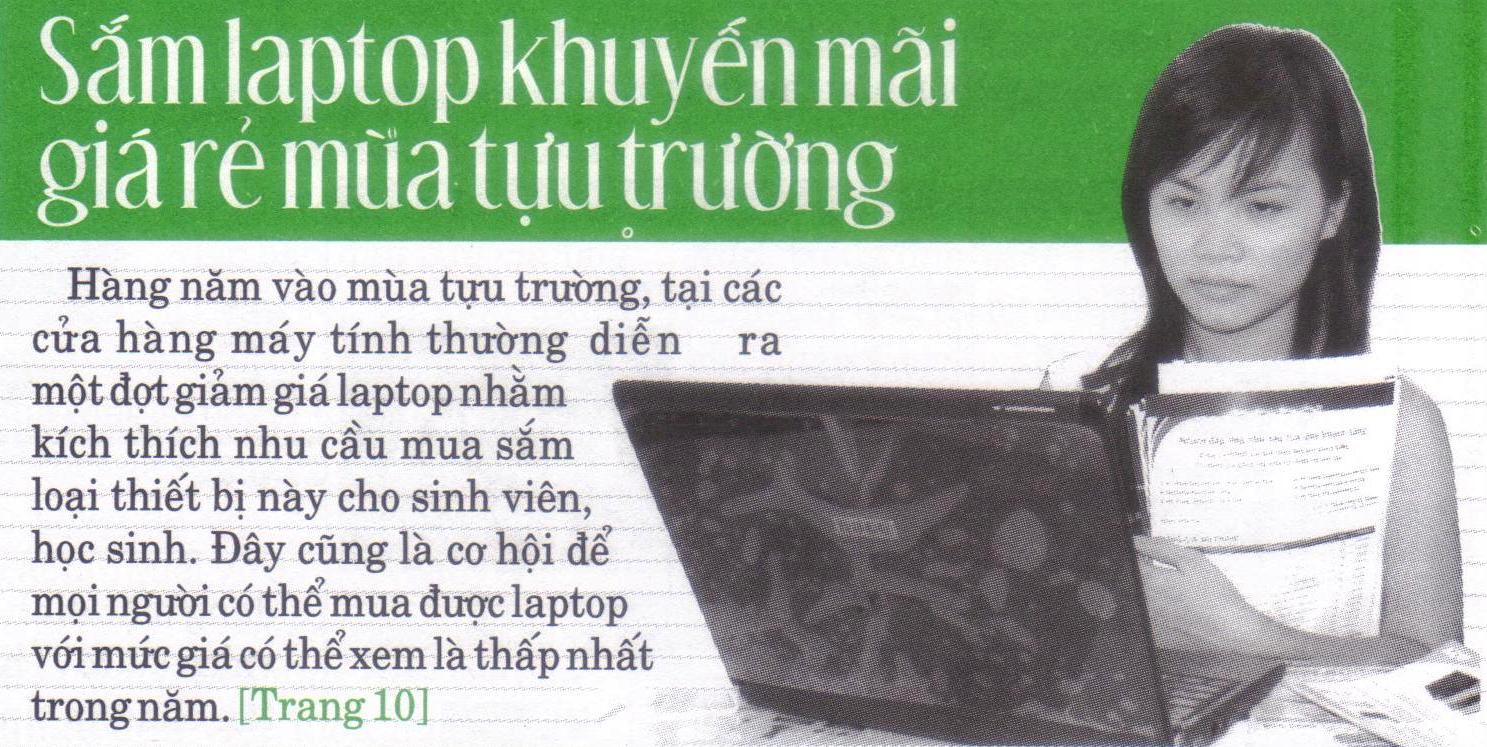 Sắm laptop khuyến mãi
giá rẻ mùa tựu trường
Hàng năm vào mùa tựu trường, tại các
cửa hàng máy tính thường diễn ra
một đợt giảm giá laptop nhằm
kích thích nhu cầu mua sắm
loại thiết bị này cho sinh viên,
học sinh. Đây cũng là cơ hội để
mọi người có thể mua được laptop
với mức giá có thể xem là thấp nhất
trong năm. [Trang 10]